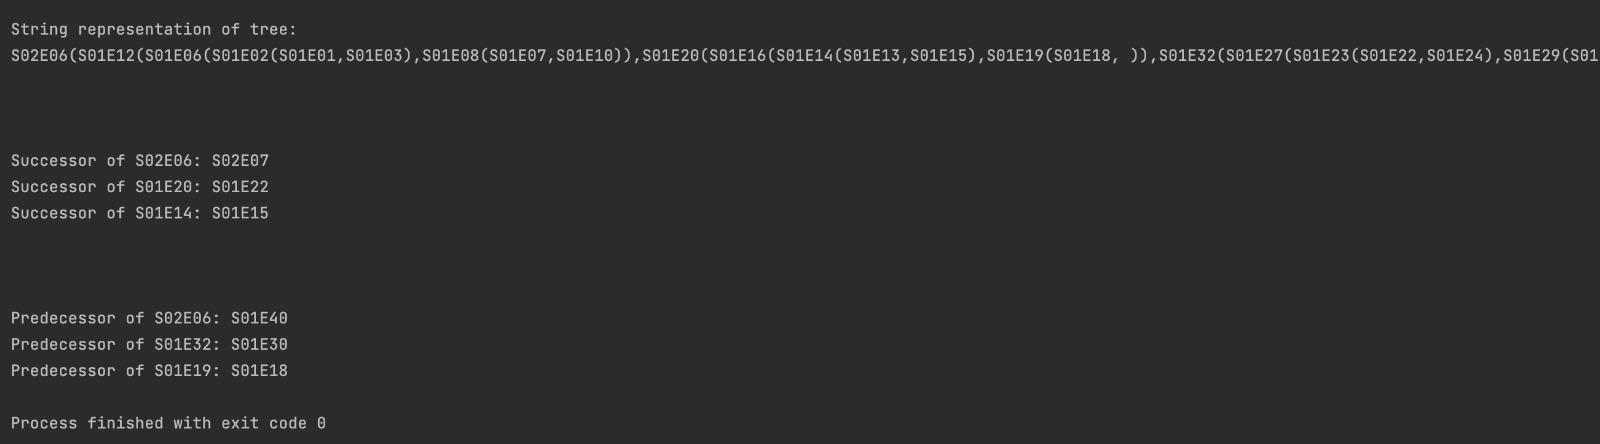 String representation of tree:
S02E06(S01E12(S01E06(S01E02(S01E01,S01E03),S01E08(S01E07,S01E10)),S01E20(S01E16(S01E14(S01E13,S01E15),S01E19(S01E18, )),S01E32(S01E27(S01E23(S01E22,S01E24),S01E29(S01
Successor of S02E06: S02E07
Successor of S01E20: S01E22
Successor of S01E14: S01E15
Predecessor of S02E06: S01E40
Predecessor of S01E32: S01E30
Predecessor of S01E19: S01E18
Process finished with exit code 0